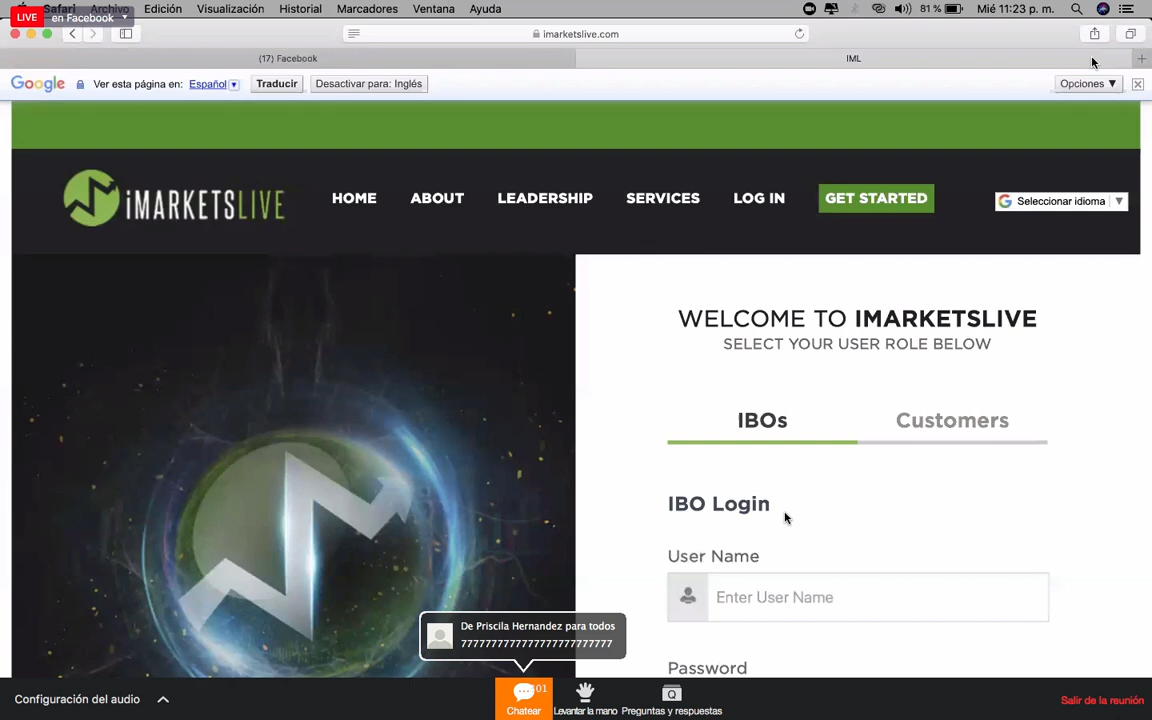 LIVE
en Facebook
Safari Archivo Edición Visualización Historial Marcadores Ventana Ayuda
81 % Mié 11:23 p. m.
imarketslive.com
(17) Facebook
IML
Google Ver esta página en: Español Traducir Desactivar para: Inglés Opciones
iMARKETSLIVE
HOME ABOUT LEADERSHIP SERVICES LOG IN GET STARTED
G Seleccionar idioma
WELCOME TO IMARKETSLIVE
SELECT YOUR USER ROLE BELOW
IBOs Customers
IBO Login
User Name
Enter User Name
De Priscila Hernandez para todos
Password
Configuración del audio
101
Chatear Levantar la mano Preguntas y respuestas
Salir de la reunión